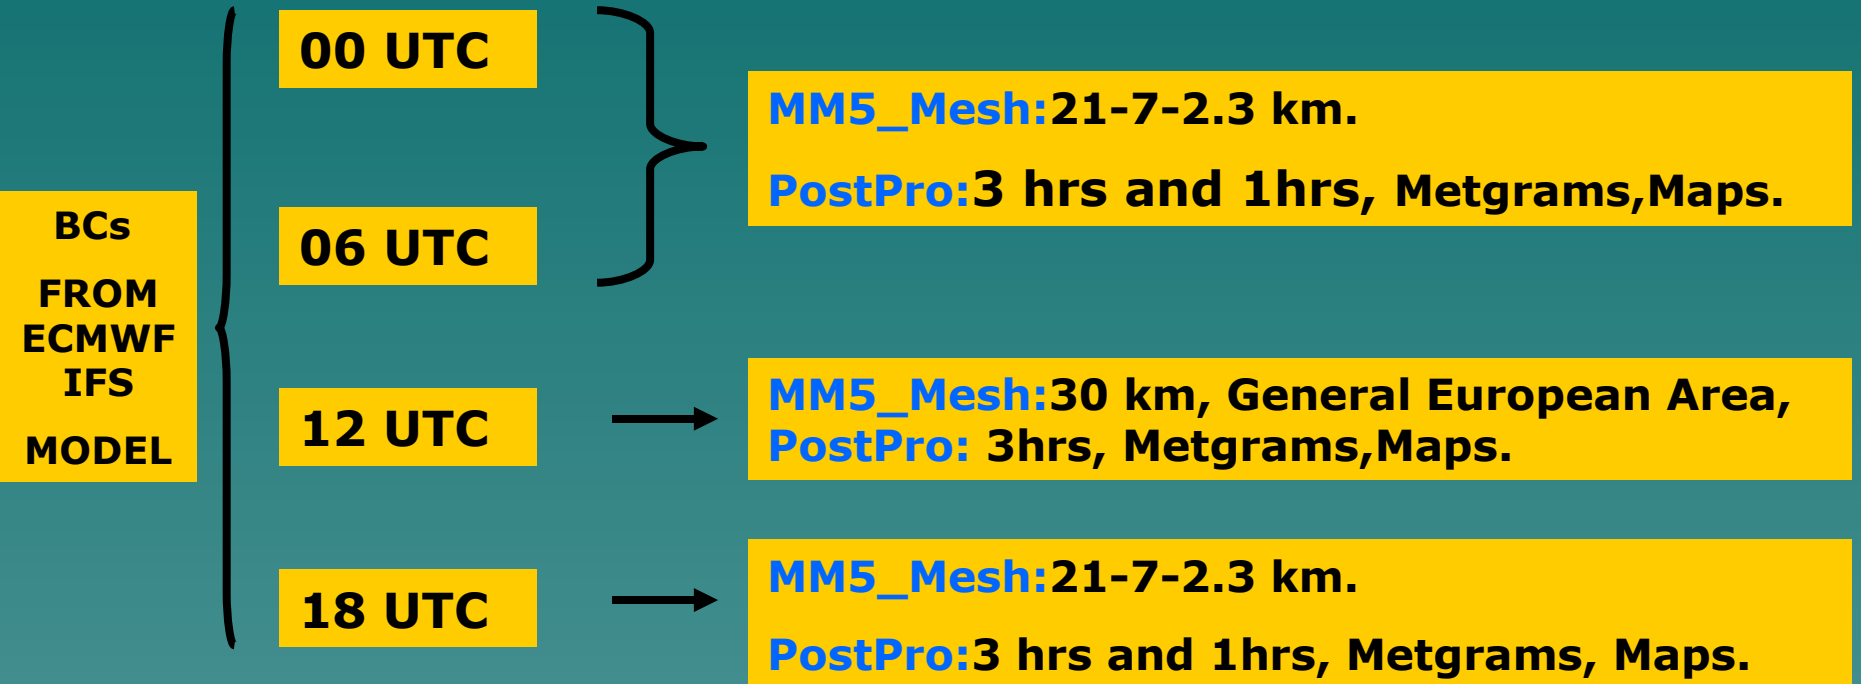 BCs
FROM
ECMWF
IFS
MODEL
00 UTC
06 UTC
MM5_Mesh:21-7-2.3 km.
PostPro:3 hrs and 1hrs, Metgrams,Maps.
12 UTC
MM5_Mesh:30 km, General European Area,
PostPro: 3hrs, Metgrams,Maps.
18 UTC
MM5_Mesh:21-7-2.3 km.
PostPro:3 hrs and 1hrs, Metgrams, Maps.